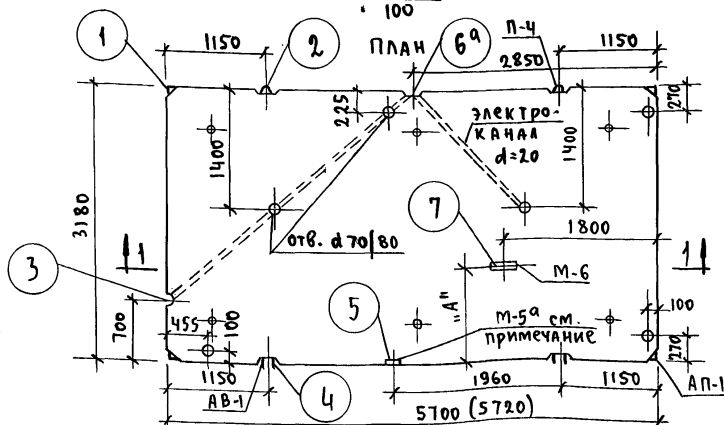 100
1150
П-4
1150
1
2
ПЛАН
6а
2850
225
электро-
канал
d=20
270
1400
1400
3180
7
1800
отв. d 70/80
1
1
М-6
3
"А"
700
455
100
5
М-5а см.
примечание
100
270
1150
АВ-1
4
1960
1150
АП-1
5700 (5720)